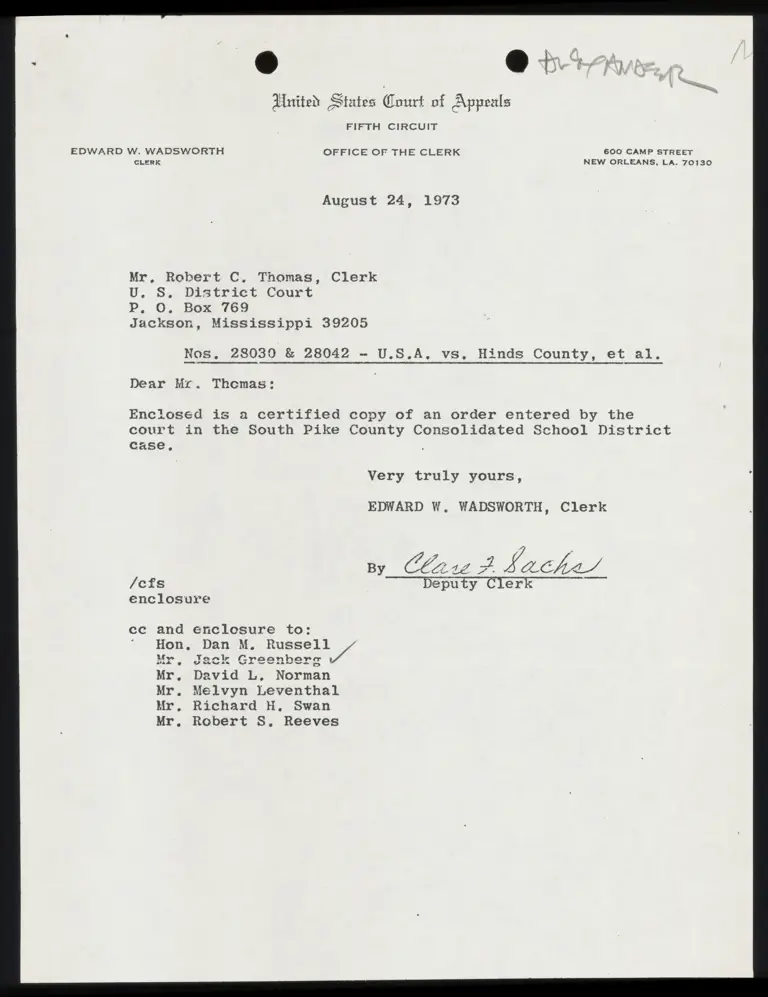 ALEXANDER
United States Court of Appeals
FIFTH CIRCUIT
EDWARD W. WADSWORTH
CLERK
OFFICE OF THE CLERK
600 CAMP STREET
NEW ORLEANS, LA. 70130
August 24, 1973
Mr. Robert C. Thomas, Clerk
U. S. District Court
P. O. Box 769
Jackson, Mississippi 39205
Nos. 28030 & 28042 - U.S.A. vs. Hinds County, et al.
Dear Mr. Thomas:
Enclosed is a certified copy of an order entered by the
court in the South Pike County Consolidated School District
case.
Very truly yours,
EDWARD W. WADSWORTH, Clerk
By Clare F. Sachs
Deputy Clerk
/cfs
enclosure
cc and enclosure to:
Hon. Dan M. Russell
Mr. Jack Greenberg ✓
Mr. David L. Norman
Mr. Melvyn Leventhal
Mr. Richard H. Swan
Mr. Robert S. Reeves